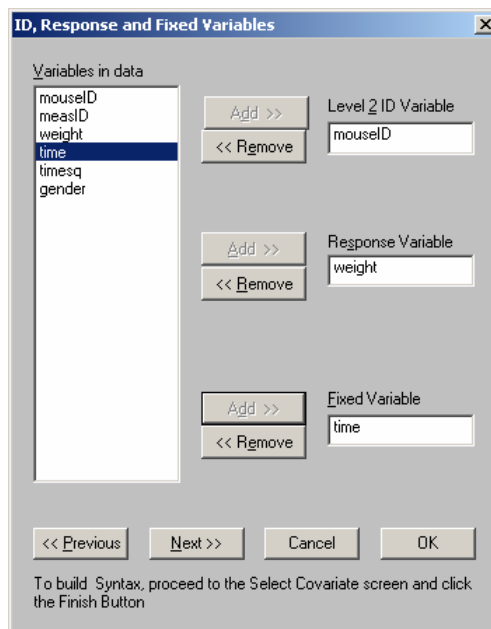 ID, Response and Fixed Variables
Variables in data
mouseID
measID
weight
time
timesq
gender
Add >>
<< Remove
Level 2 ID Variable
mouseID
Add >>
<< Remove
Response Variable
weight
Add >>
<< Remove
Fixed Variable
time
<< Previous
Next >>
Cancel
OK
To build Syntax, proceed to the Select Covariate screen and click
the Finish Button